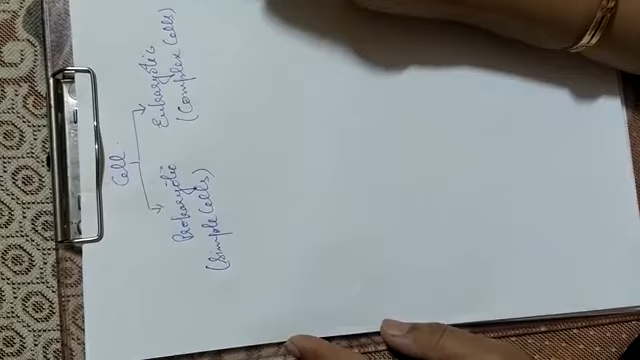 Cell
Prokaryotic
(Simple Cells)
Eukaryotic
(Complex Cells)